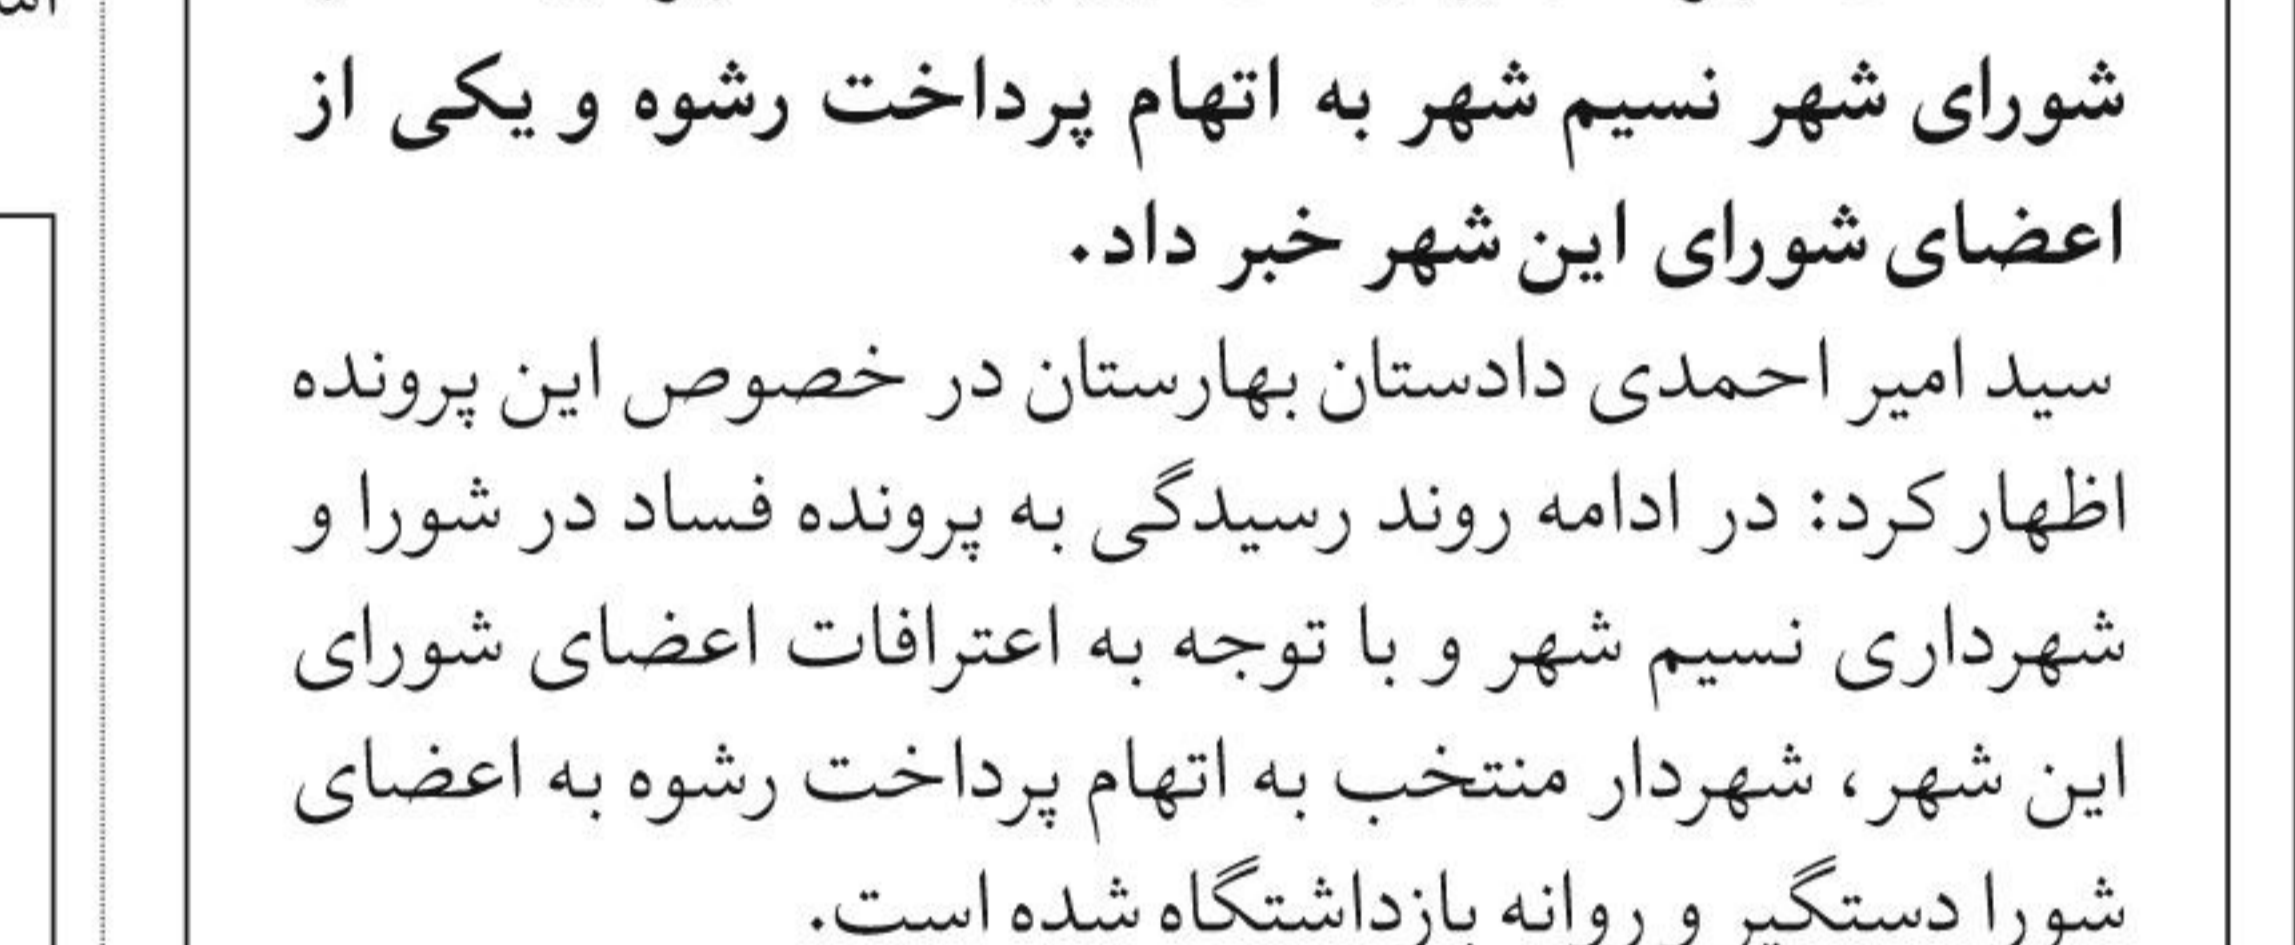 شورای شهر نسیم شهر به اتهام پرداخت رشوه و یکی از
اعضای شورای این شهر خبر داد.
سید امیر احمدی دادستان بهارستان در خصوص این پرونده
اظهار کرد: در ادامه روند رسیدگی به پرونده فساد در شورا و
شهرداری نسیم شهر و با توجه به اعترافات اعضای شورای
این شهر، شهردار منتخب به اتهام پرداخت رشوه به اعضای
شورا دستگیر و روانه بازداشتگاه شده است.